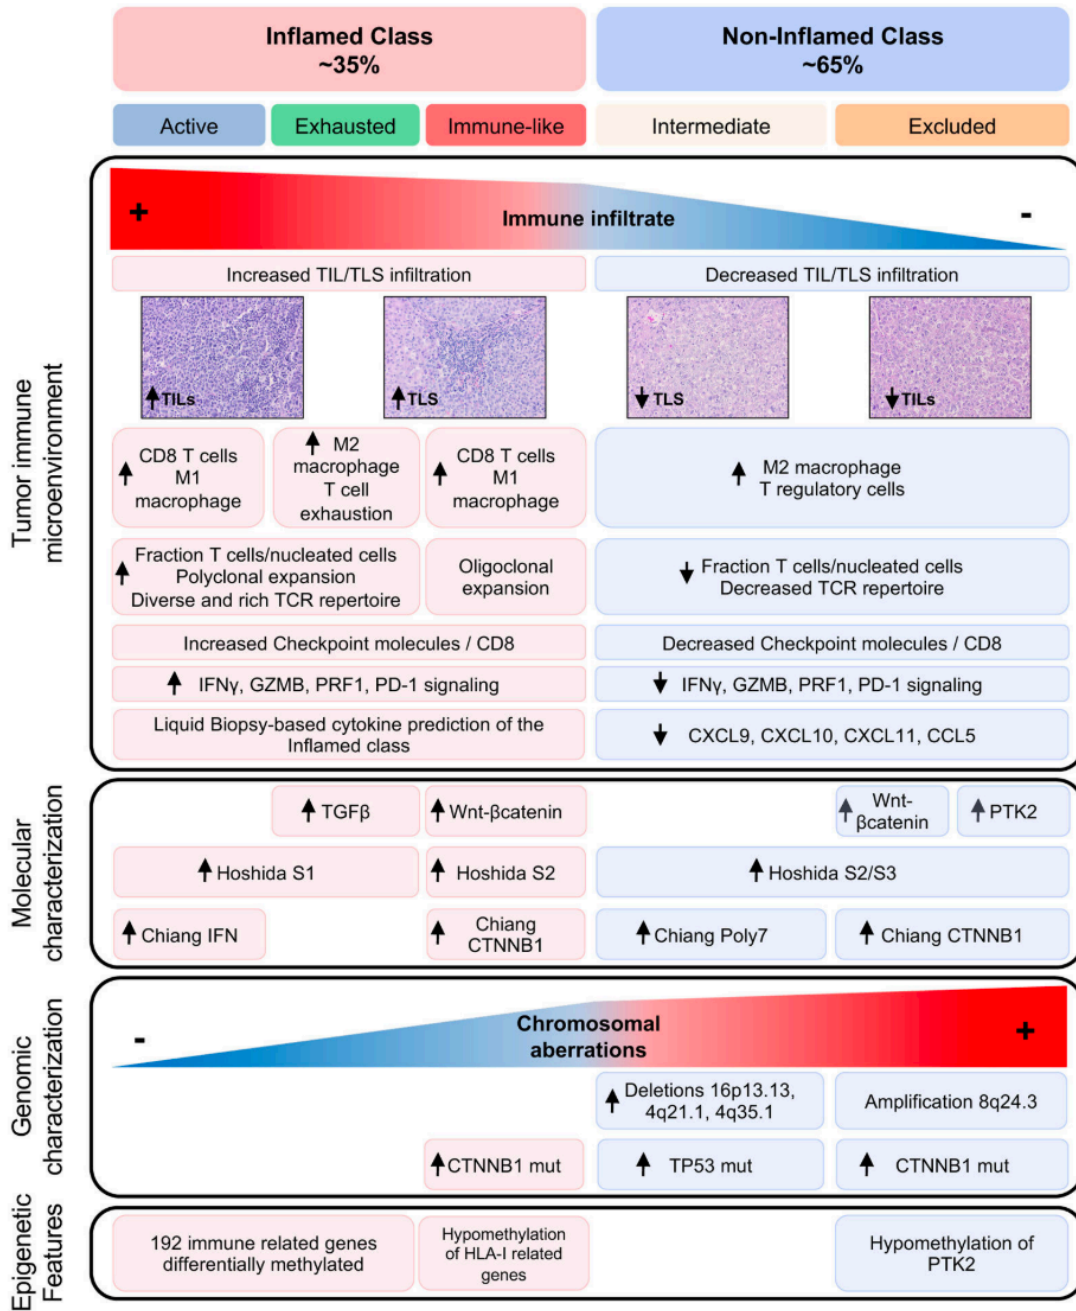 Inflamed Class
~35%
Non-Inflamed Class
~65%
Active
Exhausted
Immune-like
Intermediate
Excluded
Tumor immune
microenvironment
+
Immune infiltrate
-
Increased TIL/TLS infiltration
Decreased TIL/TLS infiltration
TILs
TLS
TLS
TILs
CD8 T cells
M1
macrophage
M2
macrophage
T cell
exhaustion
CD8 T cells
M1
macrophage
M2 macrophage
T regulatory cells
Fraction T cells/nucleated cells
Polyclonal expansion
Diverse and rich TCR repertoire
Oligoclonal
expansion
Fraction T cells/nucleated cells
Decreased TCR repertoire
Increased Checkpoint molecules / CD8
Decreased Checkpoint molecules / CD8
IFNγ, GZMB, PRF1, PD-1 signaling
IFNγ, GZMB, PRF1, PD-1 signaling
Liquid Biopsy-based cytokine prediction of the
Inflamed class
CXCL9, CXCL10, CXCL11, CCL5
Molecular
characterization
TGFβ
Wnt-βcatenin
Wnt-
βcatenin
PTK2
Hoshida S1
Hoshida S2
Hoshida S2/S3
Chiang IFN
Chiang
CTNNB1
Chiang Poly7
Chiang CTNNB1
Genomic
characterization
-
Chromosomal
aberrations
+
Deletions 16p13.13,
4q21.1, 4q35.1
Amplification 8q24.3
CTNNB1 mut
TP53 mut
CTNNB1 mut
Epigenetic
Features
192 immune related genes
differentially methylated
Hypomethylation
of HLA-I related
genes
Hypomethylation of
PTK2